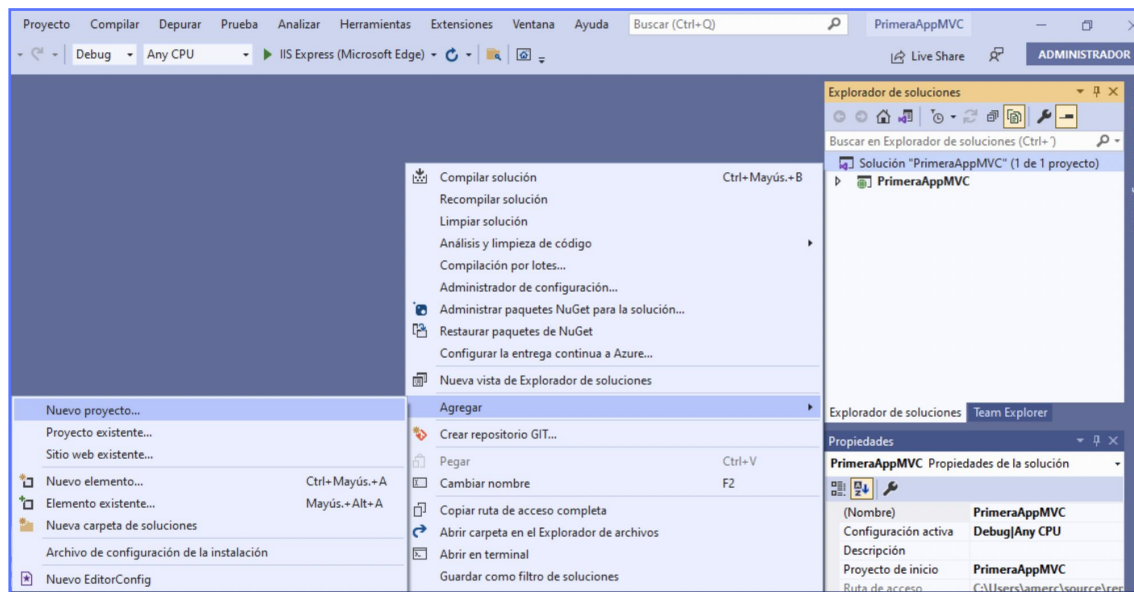 Proyecto Compilar Depurar Prueba Analizar Herramientas Extensiones Ventana Ayuda Buscar (Ctrl+Q) PrimeraAppMVC
Debug Any CPU IIS Express (Microsoft Edge) Live Share ADMINISTRADOR
Explorador de soluciones
Buscar en Explorador de soluciones (Ctrl+¨)
Solución "PrimeraAppMVC" (1 de 1 proyecto)
PrimeraAppMVC
Compilar solución Ctrl+Mayús.+B
Recompilar solución
Limpiar solución
Análisis y limpieza de código
Compilación por lotes...
Administrador de configuración...
Administrar paquetes NuGet para la solución...
Restaurar paquetes de NuGet
Configurar la entrega continua a Azure...
Nueva vista de Explorador de soluciones
Agregar
Crear repositorio GIT...
Pegar Ctrl+V
Cambiar nombre F2
Copiar ruta de acceso completa
Abrir carpeta en el Explorador de archivos
Abrir en terminal
Guardar como filtro de soluciones
Nuevo proyecto...
Proyecto existente...
Sitio web existente...
Nuevo elemento... Ctrl+Mayús.+A
Elemento existente... Mayús.+Alt+A
Nueva carpeta de soluciones
Archivo de configuración de la instalación
Nuevo EditorConfig
Explorador de soluciones Team Explorer
Propiedades
PrimeraAppMVC Propiedades de la solución
(Nombre) PrimeraAppMVC
Configuración activa Debug|Any CPU
Descripción
Proyecto de inicio PrimeraAppMVC
Ruta de acceso C:\Users\amerc\source\rep